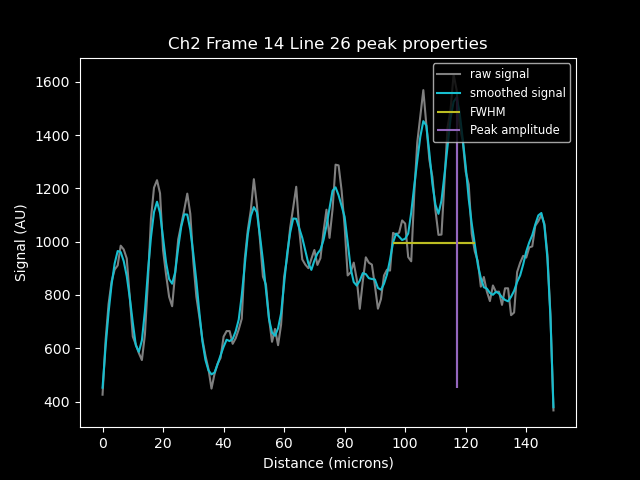 Ch2 Frame 14 Line 26 peak properties
raw signal
smoothed signal
FWHM
Peak amplitude
Signal (AU)
1600
1400
1200
1000
800
600
400
0 20 40 60 80 100 120 140
Distance (microns)